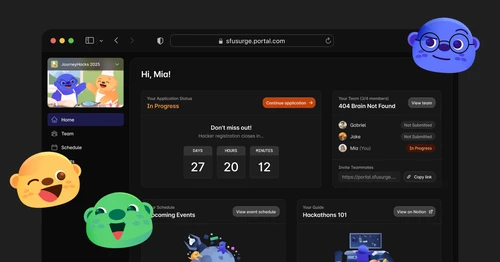 sfusurge.portal.com
JourneyHacks 2025
Home
Team
Schedule
Hi, Mia!
Your Application Status
In Progress
Continue application →
Don't miss out!
Hacker registration closes in...
DAYS HOURS MINUTES
27 20 12
Your Team (3/4 members)
404 Brain Not Found
View team
Gabriel Not Submitted
Jake Not Submitted
Mia (You) In Progress
Invite Teammates
https://portal.sfusurge....
Copy link
Schedule
coming Events
View event schedule
Your Guide
Hackathons 101
View on Notion